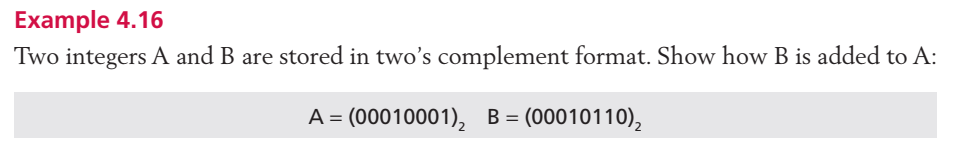 Example 4.16
Two integers A and B are stored in two’s complement format. Show how B is added to A:
A = (00010001)₂ B = (00010110)₂